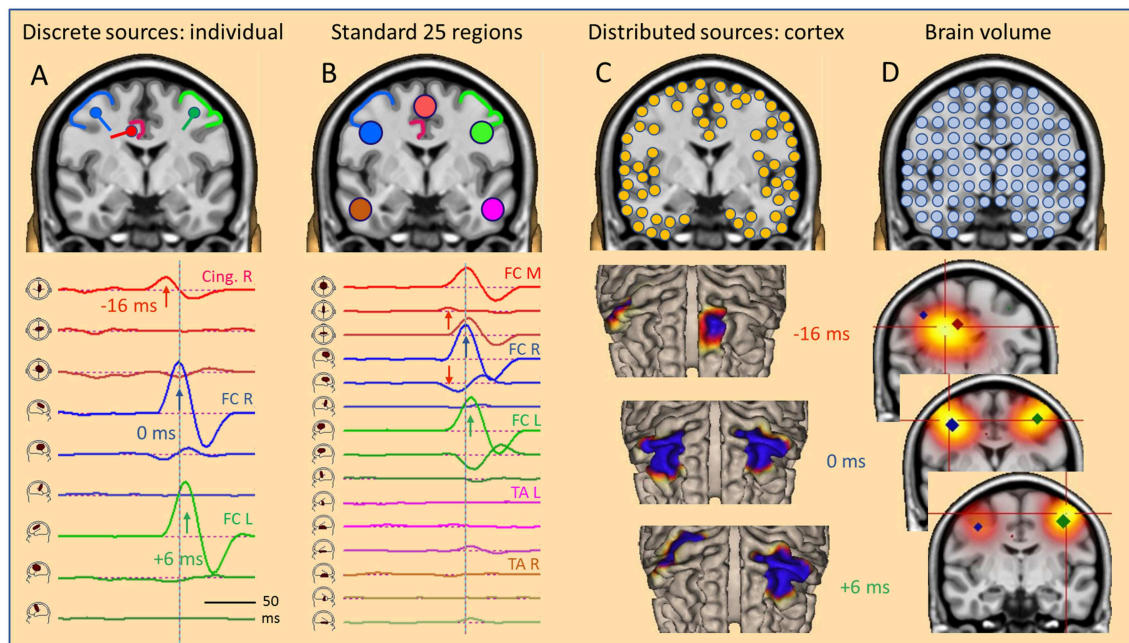 Discrete sources: individual
Standard 25 regions
Distributed sources: cortex
Brain volume
A
B
C
D
Cing. R
-16 ms
FC R
0 ms
FC L
+6 ms
50
ms
FC M
FC R
FC L
TA L
TA R
-16 ms
0 ms
+6 ms